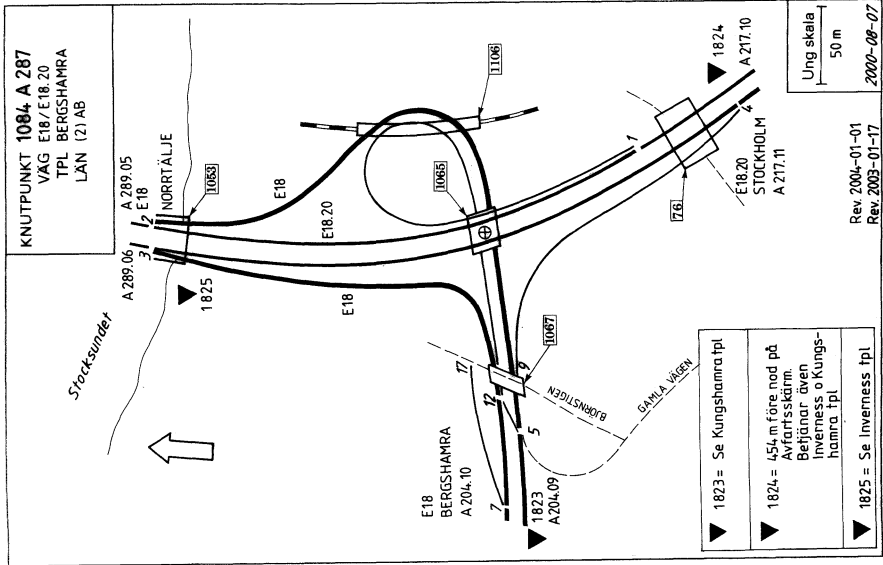 KNUTPUNKT 1084 A 287
VÄG E18/E18.20
TPL BERGSHAMRA
LÄN (2) AB
Stocksundet
A 289.06
3
A 289.05
E18
2
NORRTÄLJE
1053
1825
E18
E18.20
E18
1106
1065
1824
A 217.10
1
4
76
E18.20
STOCKHOLM
A 217.11
1067
9
17
12
5
7
BJÖRNSTIGEN
GAMLA VÄGEN
E18
BERGSHAMRA
A 204.10
1823
A 204.09
1823 = Se Kungshamra tpl
1824 = 454 m före nod på
Avfartsskärm.
Betjänar även
Inverness o Kungs-
hamra tpl
1825 = Se Inverness tpl
Ung skala
50 m
2000-08-07
Rev. 2004-01-01
Rev. 2003-01-17